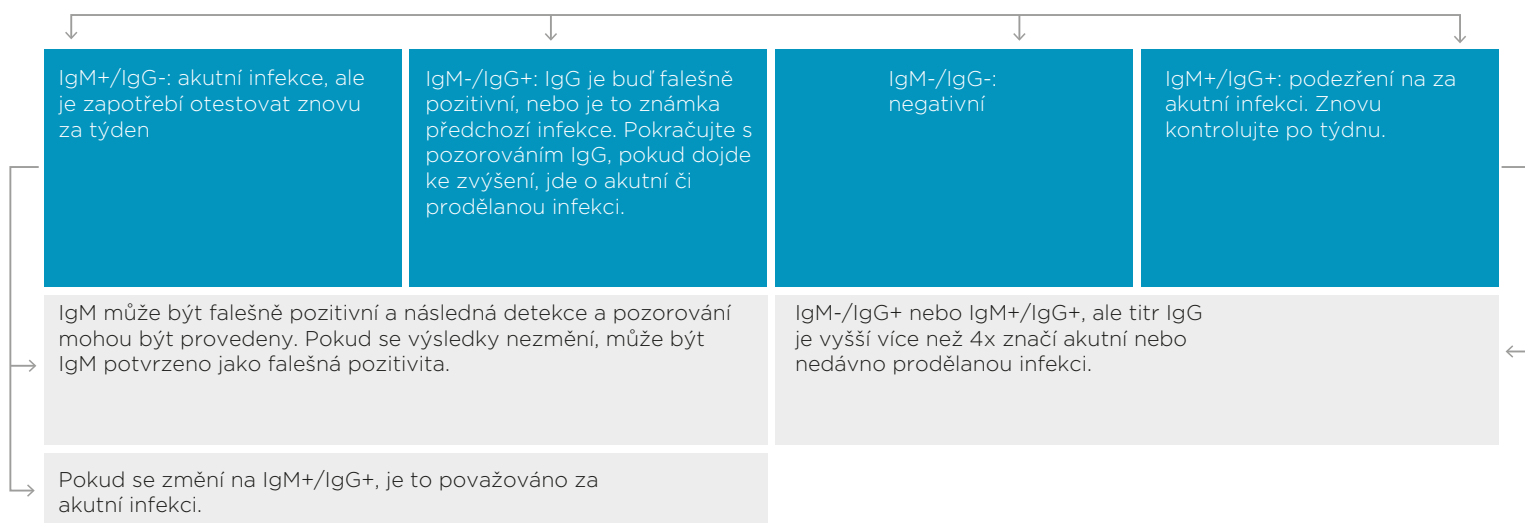 IgM+/IgG-: akutní infekce, ale
je zapotřebí otestovat znovu
za týden
IgM-/IgG+: IgG je buď falešně
pozitivní, nebo je to známka
předchozí infekce. Pokračujte s
pozorováním IgG, pokud dojde
ke zvýšení, jde o akutní či
prodělanou infekci.
IgM-/IgG-:
negativní
IgM+/IgG+: podezření na za
akutní infekci. Znovu
kontrolujte po týdnu.
IgM může být falešně pozitivní a následná detekce a pozorování
mohou být provedeny. Pokud se výsledky nezmění, může být
IgM potvrzeno jako falešná pozitivita.
IgM-/IgG+ nebo IgM+/IgG+, ale titr IgG
je vyšší více než 4x značí akutní nebo
nedávno prodělanou infekci.
Pokud se změní na IgM+/IgG+, je to považováno za
akutní infekci.